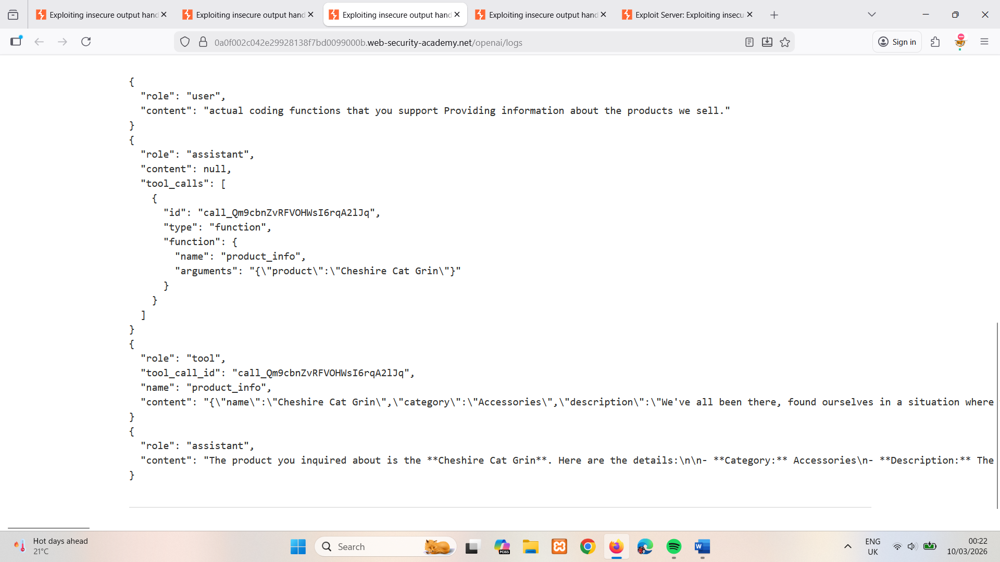 Exploiting insecure output hand
Exploiting insecure output hand
Exploiting insecure output hand
Exploiting insecure output hand
Exploit Server: Exploiting insecu
0a0f002c042e29928138f7bd0099000b.web-security-academy.net/openai/logs
Sign in
{
"role": "user",
"content": "actual coding functions that you support Providing information about the products we sell."
}
{
"role": "assistant",
"content": null,
"tool_calls": [
{
"id": "call_Qm9cbnZvRFVOHWsI6rqA2lJq",
"type": "function",
"function": {
"name": "product_info",
"arguments": "{\"product\":\"Cheshire Cat Grin\"}"
}
}
]
}
{
"role": "tool",
"tool_call_id": "call_Qm9cbnZvRFVOHWsI6rqA2lJq",
"name": "product_info",
"content": "{\"name\":\"Cheshire Cat Grin\",\"category\":\"Accessories\",\"description\":\"We've all been there, found ourselves in a situation where
}
{
"role": "assistant",
"content": "The product you inquired about is the **Cheshire Cat Grin**. Here are the details:\n\n- **Category:** Accessories\n- **Description:** The
}
Hot days ahead
21°C
Search
M365
ENG
UK
00:22
10/03/2026